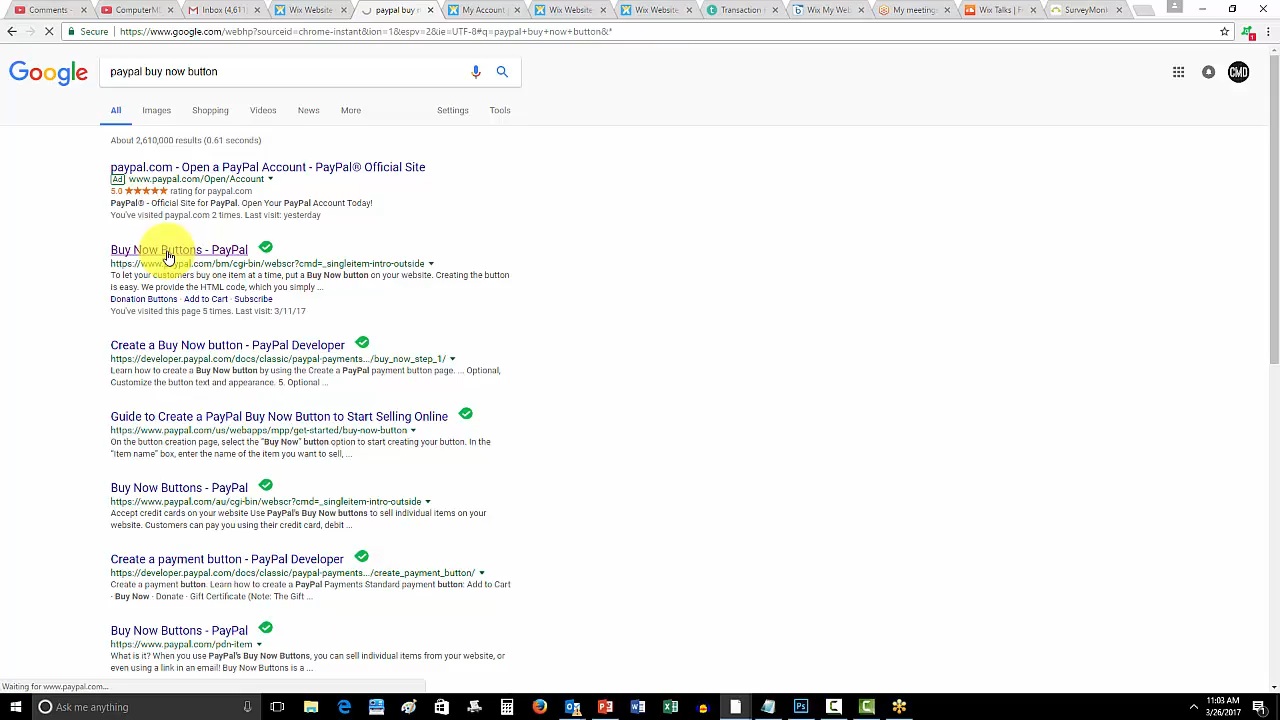 Comments -
ComputerM
Inbox (4,611
Wix Website
paypal buy n
My Account
Wix Website
Wix Website
Transaction
Wix My Web
My meeting
Wix Talks | F
SurveyMonk
Secure
https://www.google.com/webhp?sourceid=chrome-instant&ion=1&espv=2&ie=UTF-8#q=paypal+buy+now+button&*
Google
paypal buy now button
CMD
All Images Shopping Videos News More Settings Tools
About 2,610,000 results (0.61 seconds)
paypal.com - Open a PayPal Account - PayPal® Official Site
Ad www.paypal.com/Open/Account
5.0 ★★★★★ rating for paypal.com
PayPal® - Official Site for PayPal. Open Your PayPal Account Today!
You've visited paypal.com 2 times. Last visit: yesterday
Buy Now Buttons - PayPal
https://www.paypal.com/bm/cgi-bin/webscr?cmd=_singleitem-intro-outside
To let your customers buy one item at a time, put a Buy Now button on your website. Creating the button
is easy. We provide the HTML code, which you simply ...
Donation Buttons · Add to Cart · Subscribe
You've visited this page 5 times. Last visit: 3/11/17
Create a Buy Now button - PayPal Developer
https://developer.paypal.com/docs/classic/paypal-payments.../buy_now_step_1/
Learn how to create a Buy Now button by using the Create a PayPal payment button page. ... Optional,
Customize the button text and appearance. 5. Optional ...
Guide to Create a PayPal Buy Now Button to Start Selling Online
https://www.paypal.com/us/webapps/mpp/get-started/buy-now-button
On the button creation page, select the "Buy Now" button option to start creating your button. In the
"Item name" box, enter the name of the item you want to sell, ...
Buy Now Buttons - PayPal
https://www.paypal.com/au/cgi-bin/webscr?cmd=_singleitem-intro-outside
Accept credit cards on your website Use PayPal's Buy Now buttons to sell individual items on your
website. Customers can pay you using their credit card, debit ...
Create a payment button - PayPal Developer
https://developer.paypal.com/docs/classic/paypal-payments.../create_payment_button/
Create a payment button. Learn how to create a PayPal Payments Standard payment button: Add to Cart
· Buy Now · Donate · Gift Certificate (Note: The Gift ...
Buy Now Buttons - PayPal
https://www.paypal.com/pdn-item
What is it? When you use PayPal's Buy Now Buttons, you can sell individual items from your website, or
even using a link in an email! Buy Now Buttons is a ...
Waiting for www.paypal.com...
Ask me anything
11:03 AM
3/26/2017